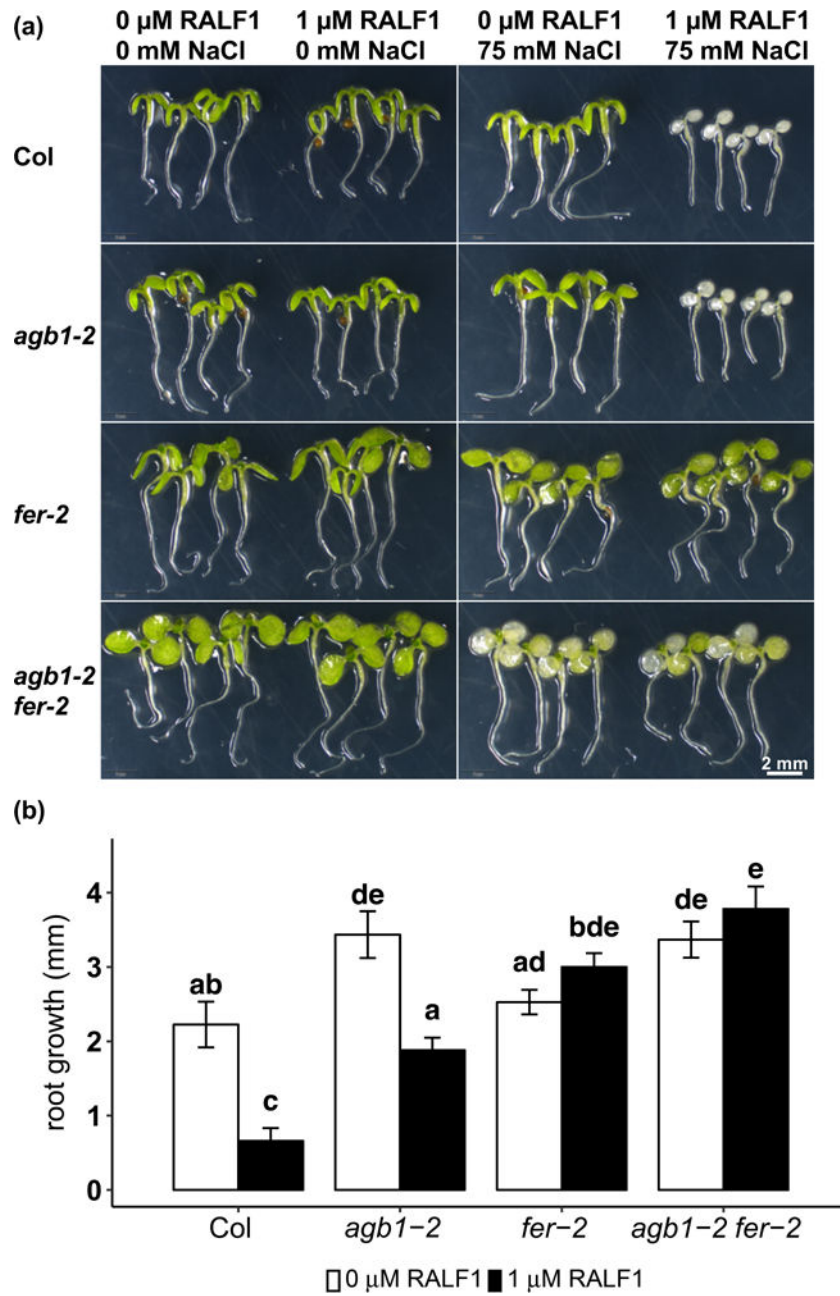 (a)
0 µM RALF1 1 µM RALF1 0 µM RALF1 1 µM RALF1
0 mM NaCl 0 mM NaCl 75 mM NaCl 75 mM NaCl
Col
agb1-2
fer-2
agb1-2
fer-2
2 mm
(b)
root growth (mm)
4
3
2
1
0
ab
c
de
a
ad
bde
de
e
Col agb1−2 fer−2 agb1−2 fer−2
0 µM RALF1 1 µM RALF1